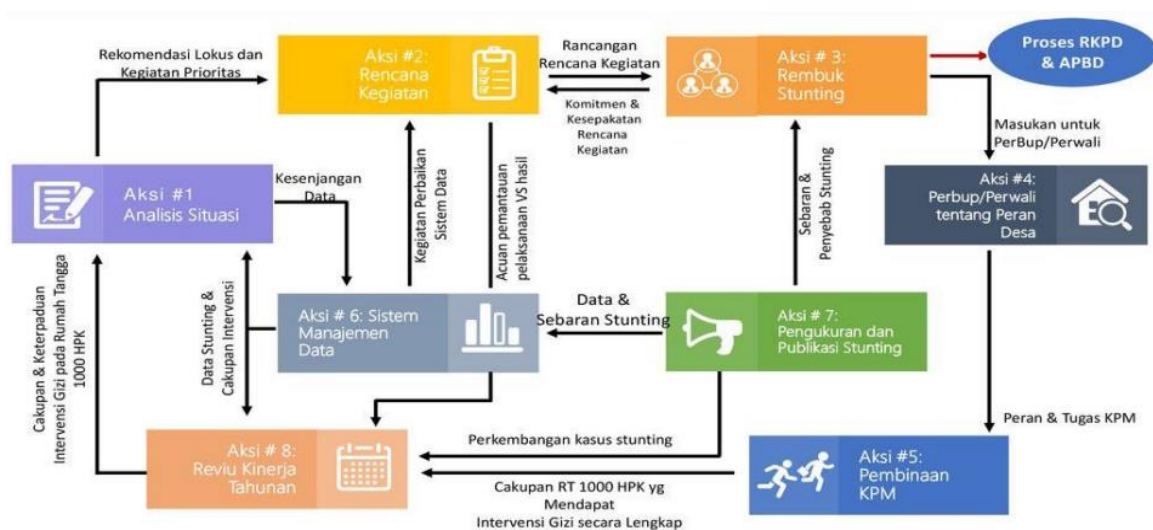 Rekomendasi Lokus dan
Kegiatan Prioritas
Aksi #2:
Rencana
Kegiatan
Rancangan
Rencana Kegiatan
Komitmen &
Kesepakatan
Rencana
Kegiatan
Aksi # 3:
Rembuk
Stunting
Proses RKPD
& APBD
Masukan untuk
PerBup/Perwali
Aksi #1
Analisis Situasi
Kesenjangan
Data
Kegiatan Perbaikan
Sistem Data
Acuan pemantauan
pelaksanaan VS hasil
Sebaran &
Penyebab Stunting
Aksi #4:
Perbup/Perwali
tentang Peran
Desa
Cakupan & Keterpaduan
Intervensi Gizi pada Rumah Tangga
1000 HPK
Data Stunting &
Cakupan Intervensi
Aksi # 6: Sistem
Manajemen
Data
Data &
Sebaran Stunting
Aksi # 7:
Pengukuran dan
Publikasi Stunting
Peran & Tugas KPM
Aksi # 8:
Reviu Kinerja
Tahunan
Perkembangan kasus stunting
Cakupan RT 1000 HPK yg
Mendapat
Intervensi Gizi secara Lengkap
Aksi #5:
Pembinaan
KPM